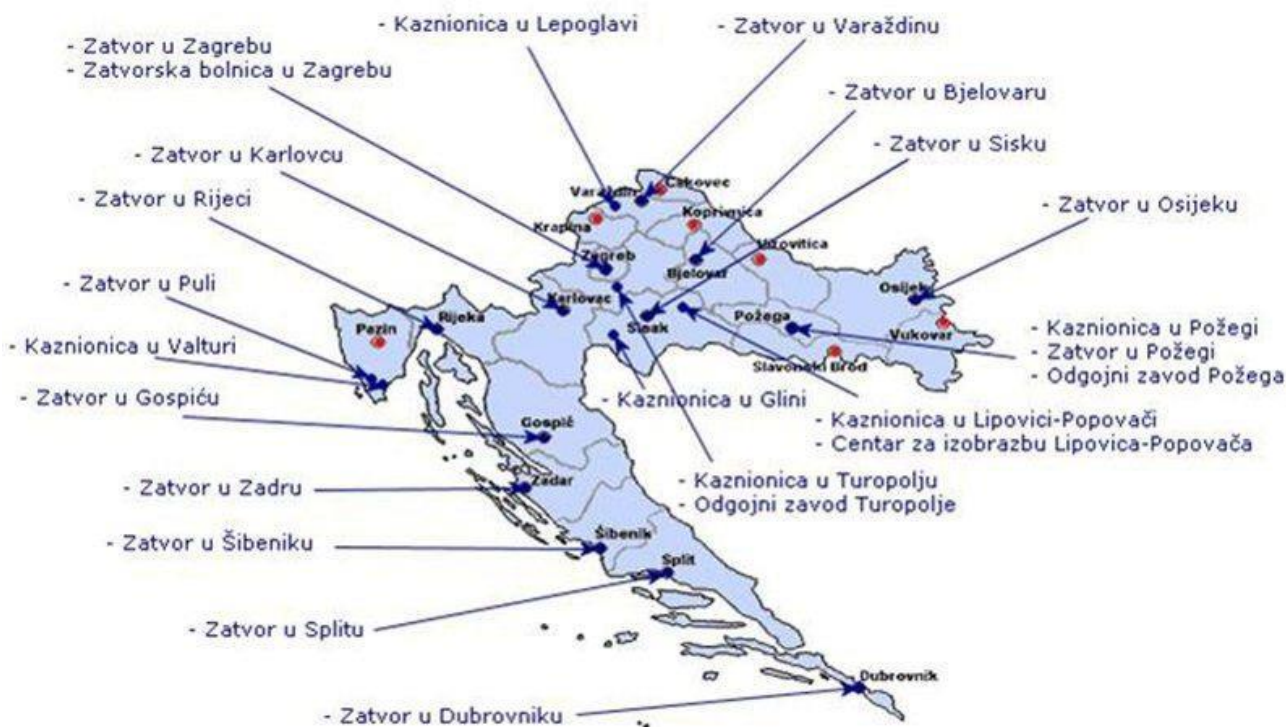 - Kaznionica u Lepoglavi
- Zatvor u Varaždinu
- Zatvor u Zagrebu
- Zatvorska bolnica u Zagrebu
- Zatvor u Bjelovaru
- Zatvor u Karlovcu
- Zatvor u Sisku
- Zatvor u Rijeci
- Zatvor u Osijeku
- Zatvor u Puli
- Kaznionica u Valturi
- Zatvor u Gospiću
Varaždin
Čakovec
Krapina
Koprivnica
Zagreb
Bjelovar
Virovitica
Osijek
Karlovac
Rijeka
Pazin
Sisak
Požega
Vukovar
Slavonski Brod
- Kaznionica u Požegi
- Zatvor u Požegi
- Odgojni zavod Požega
- Kaznionica u Glini
- Kaznionica u Lipovici-Popovači
- Centar za izobrazbu Lipovica-Popovača
Gospič
- Kaznionica u Turopolju
- Odgojni zavod Turopolje
- Zatvor u Zadru
Zadar
- Zatvor u Šibeniku
Šibenik
Split
- Zatvor u Splitu
Dubrovnik
- Zatvor u Dubrovniku